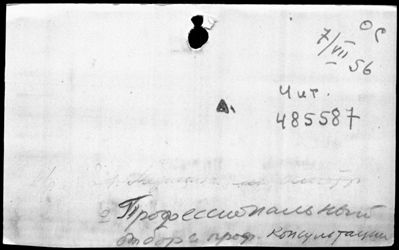 ОС
7/VII 56
Чит.
485587
Профессиональный
отбор и проф. консультации